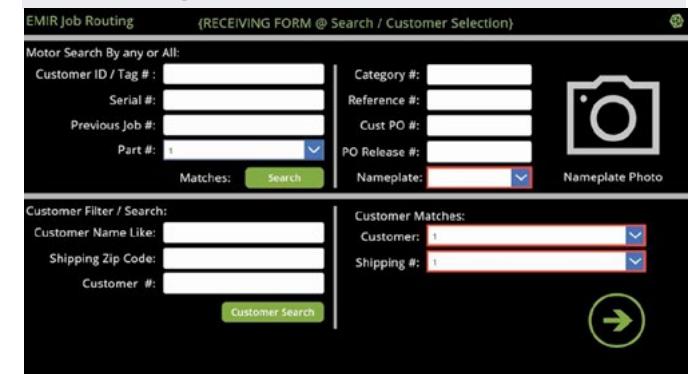 EMIR Job Routing {RECEIVING FORM @ Search / Customer Selection}
Motor Search By any or All:
Customer ID / Tag # : Category #:
Serial #: Reference #:
Previous Job #: Cust PO #:
Part #: 1 PO Release #:
Matches: Search Nameplate: Nameplate Photo
Customer Filter / Search: Customer Matches:
Customer Name Like: Customer: 1
Shipping Zip Code: Shipping #: 1
Customer #:
Customer Search